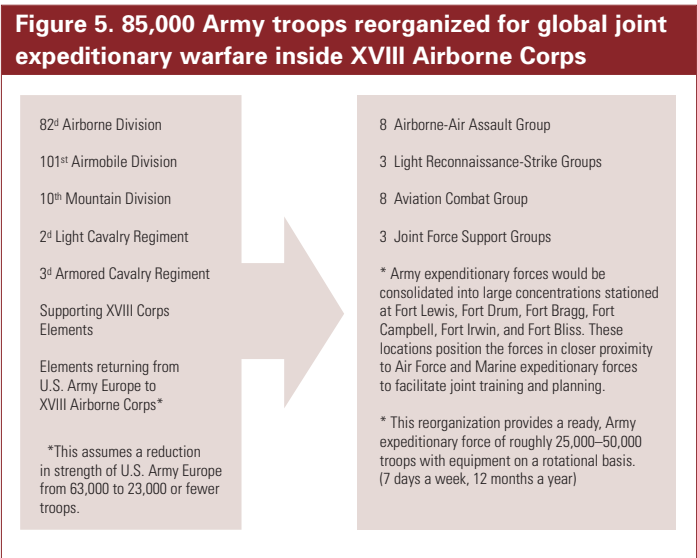 Figure 5. 85,000 Army troops reorganized for global joint
expeditionary warfare inside XVIII Airborne Corps
82d Airborne Division
101st Airmobile Division
10th Mountain Division
2d Light Cavalry Regiment
3d Armored Cavalry Regiment
Supporting XVIII Corps
Elements
Elements returning from
U.S. Army Europe to
XVIII Airborne Corps*
*This assumes a reduction
in strength of U.S. Army Europe
from 63,000 to 23,000 or fewer
troops.
8 Airborne-Air Assault Group
3 Light Reconnaissance-Strike Groups
8 Aviation Combat Group
3 Joint Force Support Groups
* Army expenditionary forces would be
consolidated into large concentrations stationed
at Fort Lewis, Fort Drum, Fort Bragg, Fort
Campbell, Fort Irwin, and Fort Bliss. These
locations position the forces in closer proximity
to Air Force and Marine expeditionary forces
to facilitate joint training and planning.
* This reorganization provides a ready, Army
expeditionary force of roughly 25,000–50,000
troops with equipment on a rotational basis.
(7 days a week, 12 months a year)